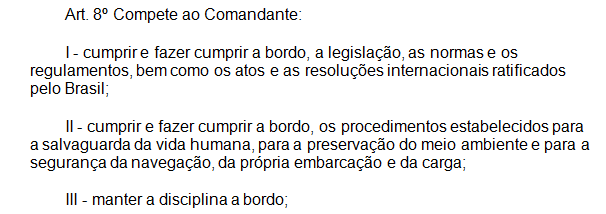 Art. 8º Compete ao Comandante:
I - cumprir e fazer cumprir a bordo, a legislação, as normas e os
regulamentos, bem como os atos e as resoluções internacionais ratificados
pelo Brasil;
II - cumprir e fazer cumprir a bordo, os procedimentos estabelecidos para
a salvaguarda da vida humana, para a preservação do meio ambiente e para a
segurança da navegação, da própria embarcação e da carga;
III - manter a disciplina a bordo;